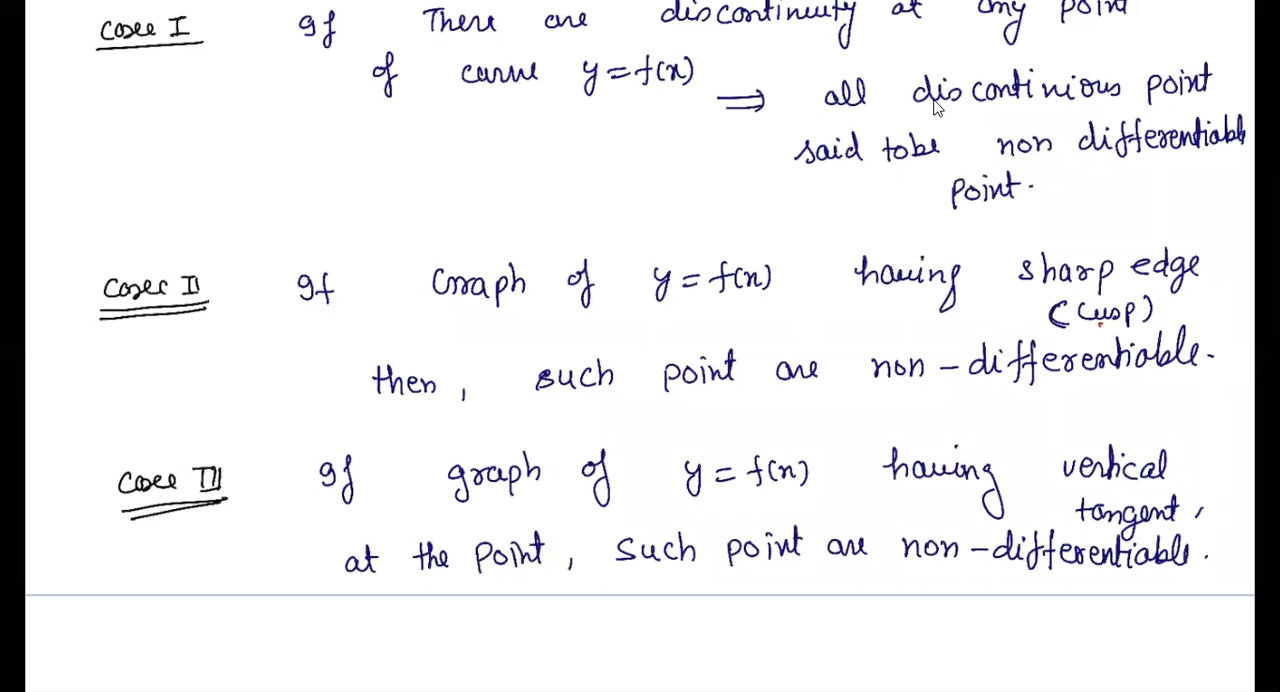 Case I If There are discontinuity at any point
of curve y = f(x)
⟹ all discontinious point
said to be non differentiable
point.
Case II If Graph of y = f(x) having sharp edge
(cusp)
then, such point are non-differentiable.
Case III If graph of y = f(x) having vertical
tangent,
at the point, such point are non-differentiable.